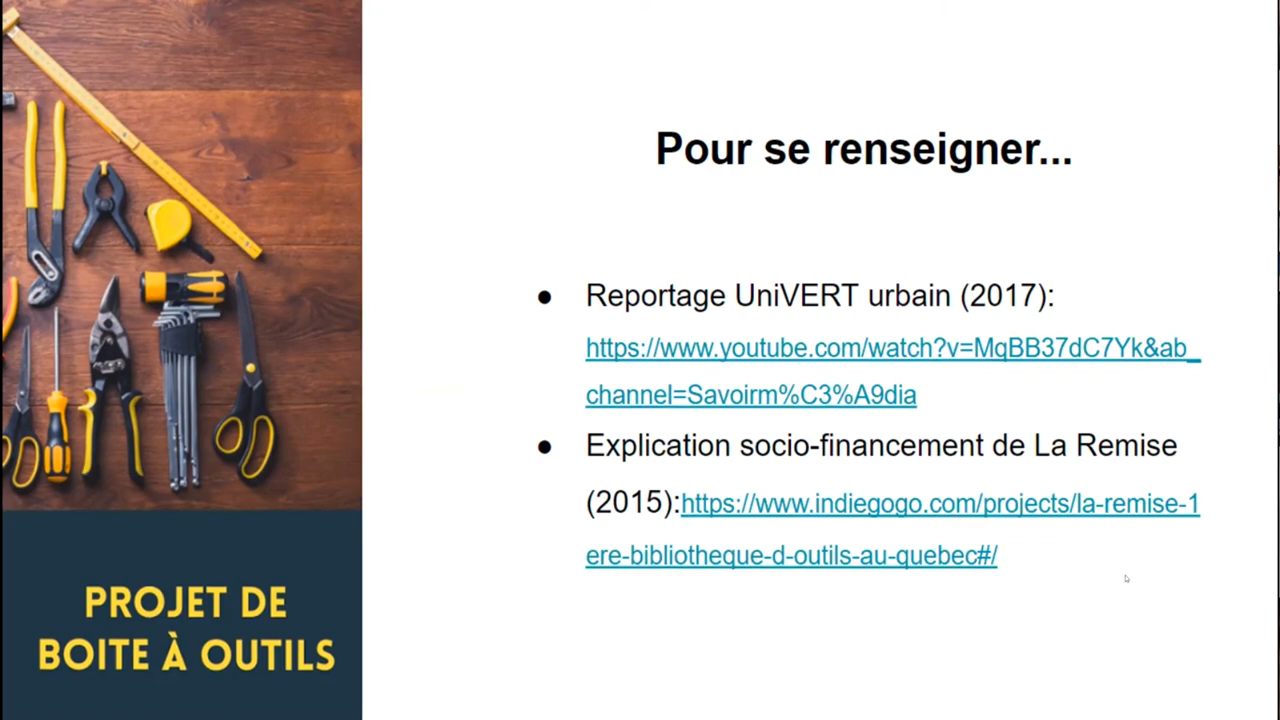 Pour se renseigner...
● Reportage UniVERT urbain (2017):
https://www.youtube.com/watch?v=MqBB37dC7Yk&ab_
channel=Savoirm%C3%A9dia
● Explication socio-financement de La Remise
(2015):https://www.indiegogo.com/projects/la-remise-1
ere-bibliotheque-d-outils-au-quebec#/
PROJET DE
BOITE À OUTILS